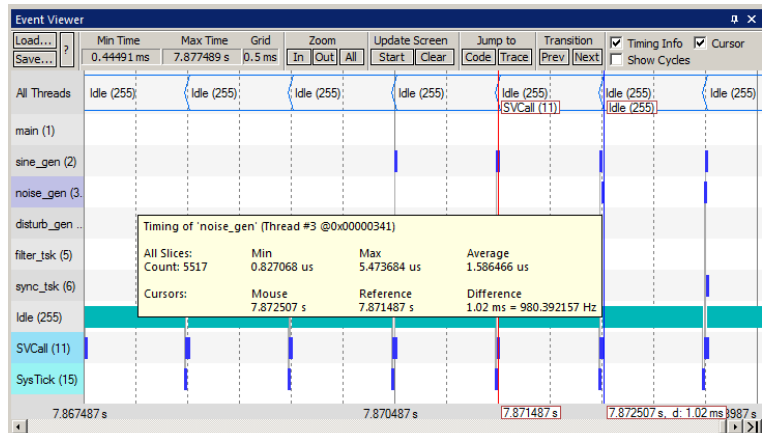 Event Viewer
Load... ? Min Time Max Time Grid Zoom Update Screen Jump to Transition Timing Info Cursor
Save... 0.44491 ms 7.877489 s 0.5 ms In Out All Start Clear Code Trace Prev Next Show Cycles
All Threads Idle (255) Idle (255) Idle (255) Idle (255) Idle (255) Idle (255) Idle (255)
SVCall (11) Idle (255)
main (1)
sine_gen (2)
noise_gen (3.
disturb_gen ..
Timing of 'noise_gen' (Thread #3 @0x00000341)
filter_tsk (5)
All Slices: Min Max Average
Count: 5517 0.827068 us 5.473684 us 1.586466 us
sync_tsk (6)
Cursors: Mouse Reference Difference
7.872507 s 7.871487 s 1.02 ms = 980.392157 Hz
Idle (255)
SVCall (11)
SysTick (15)
7.867487 s 7.870487 s 7.871487 s 7.872507 s, d: 1.02 ms 3987 s